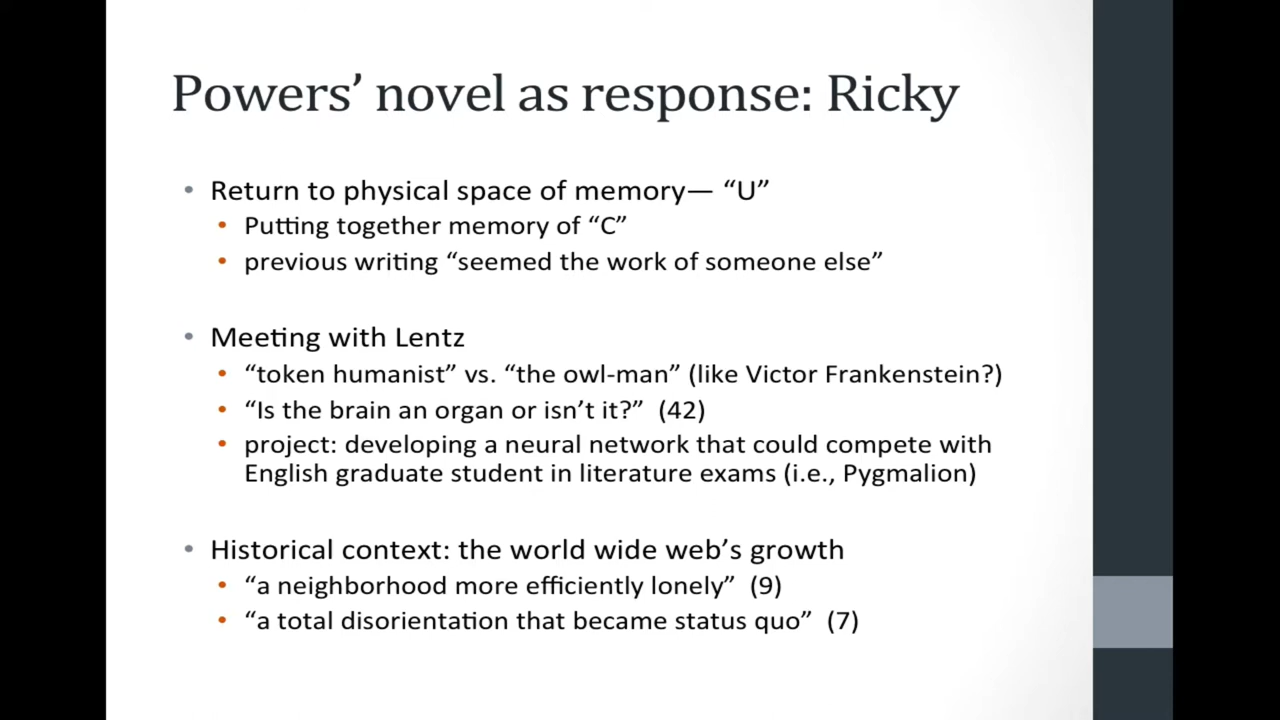 Powers’ novel as response: Ricky
• Return to physical space of memory— “U”
• Putting together memory of “C”
• previous writing “seemed the work of someone else”
• Meeting with Lentz
• “token humanist” vs. “the owl-man” (like Victor Frankenstein?)
• “Is the brain an organ or isn’t it?” (42)
• project: developing a neural network that could compete with
English graduate student in literature exams (i.e., Pygmalion)
• Historical context: the world wide web’s growth
• “a neighborhood more efficiently lonely” (9)
• “a total disorientation that became status quo” (7)